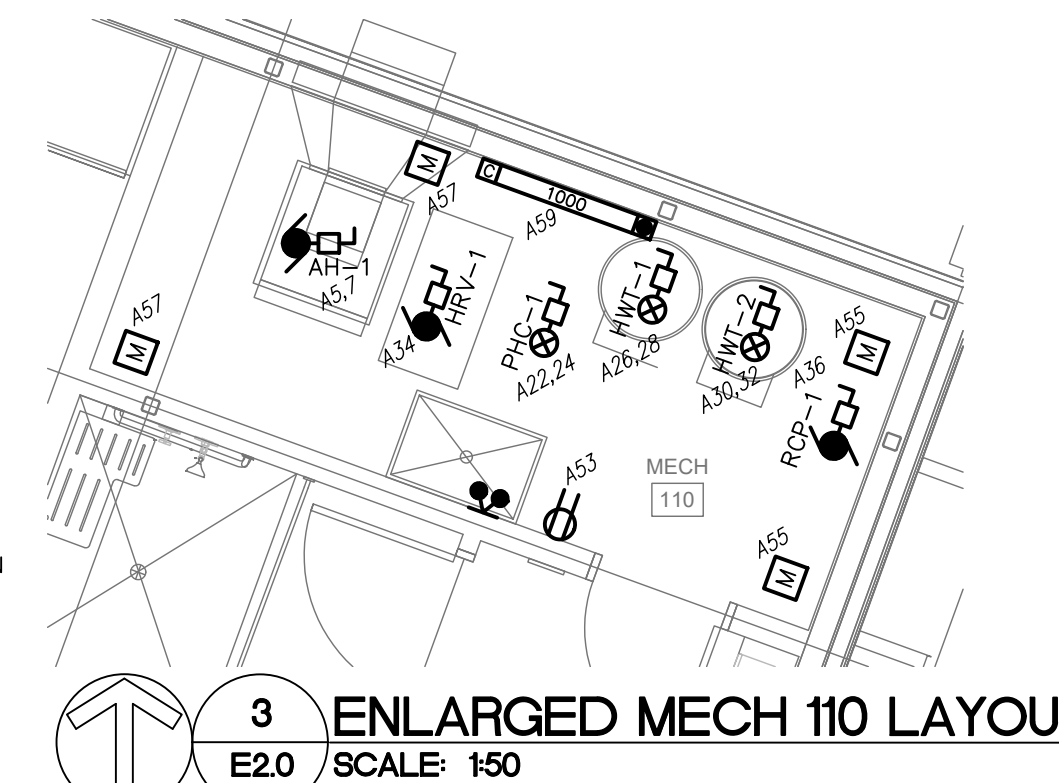 M
A57
C
1000
A59
AH-1
A5,7
HRV-1
A34
PHC-1
A22,24
HWT-1
A26,28
HWT-2
A30,32
A55
M
A36
RCP-1
A57
M
A53
MECH
110
A55
M
3
E2.0
ENLARGED MECH 110 LAYOU
SCALE: 1:50